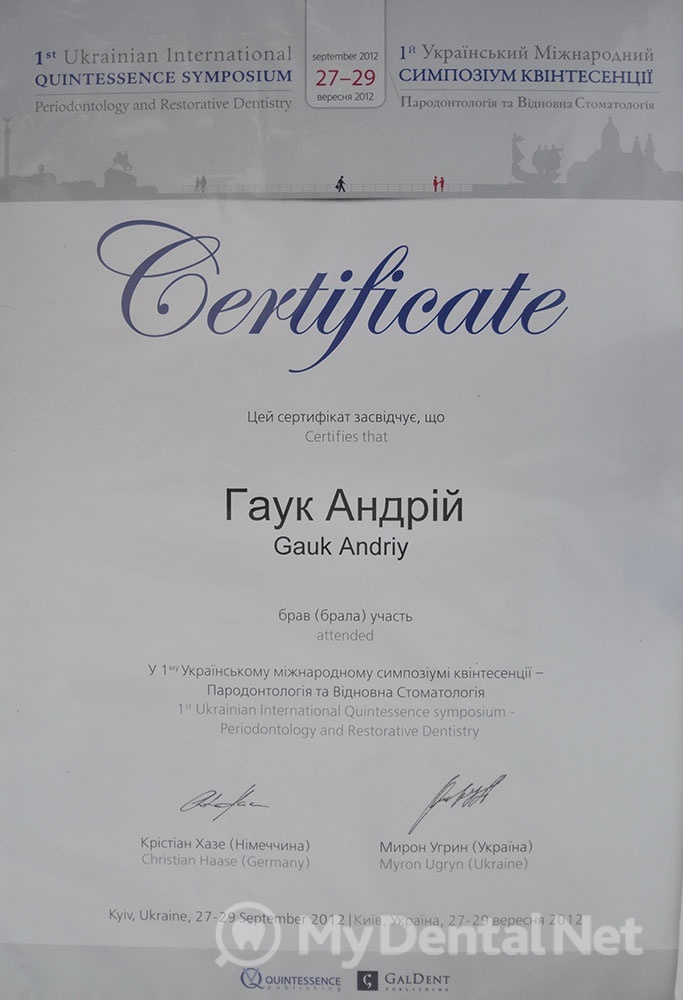 1st Ukrainian International
QUINTESSENCE SYMPOSIUM
Periodontology and Restorative Dentistry
september 2012
27–29
вересня 2012
1й Український Міжнародний
СИМПОЗІУМ КВІНТЕСЕНЦІЇ
Пародонтологія та Відновна Стоматологія
Certificate
Цей сертифікат засвідчує, що
Certifies that
Гаук Андрій
Gauk Andriy
брав (брала) участь
attended
У 1му Українському міжнародному симпозіумі квінтесенції –
Пародонтологія та Відновна Стоматологія
1st Ukrainian International Quintessence symposium -
Periodontology and Restorative Dentistry
Крістіан Хазе (Німеччина)
Christian Haase (Germany)
Мирон Угрин (Україна)
Myron Ugryn (Ukraine)
Kyiv, Ukraine, 27-29 September 2012 | Київ, Україна, 27-29 вересня 2012
MyDentalNet
QUINTESSENCE
publishing
GALDENT
PUBLISHING